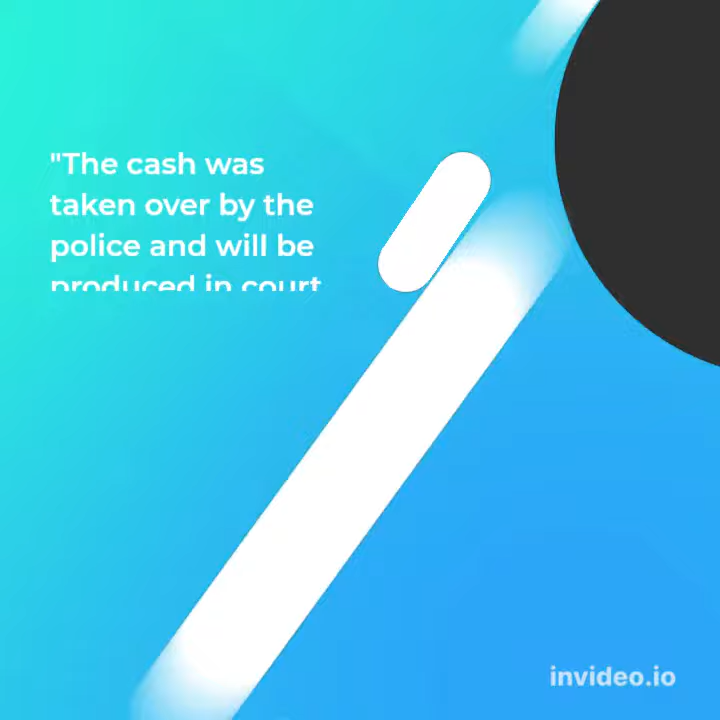 "The cash was
taken over by the
police and will be
produced in court
invideo.io